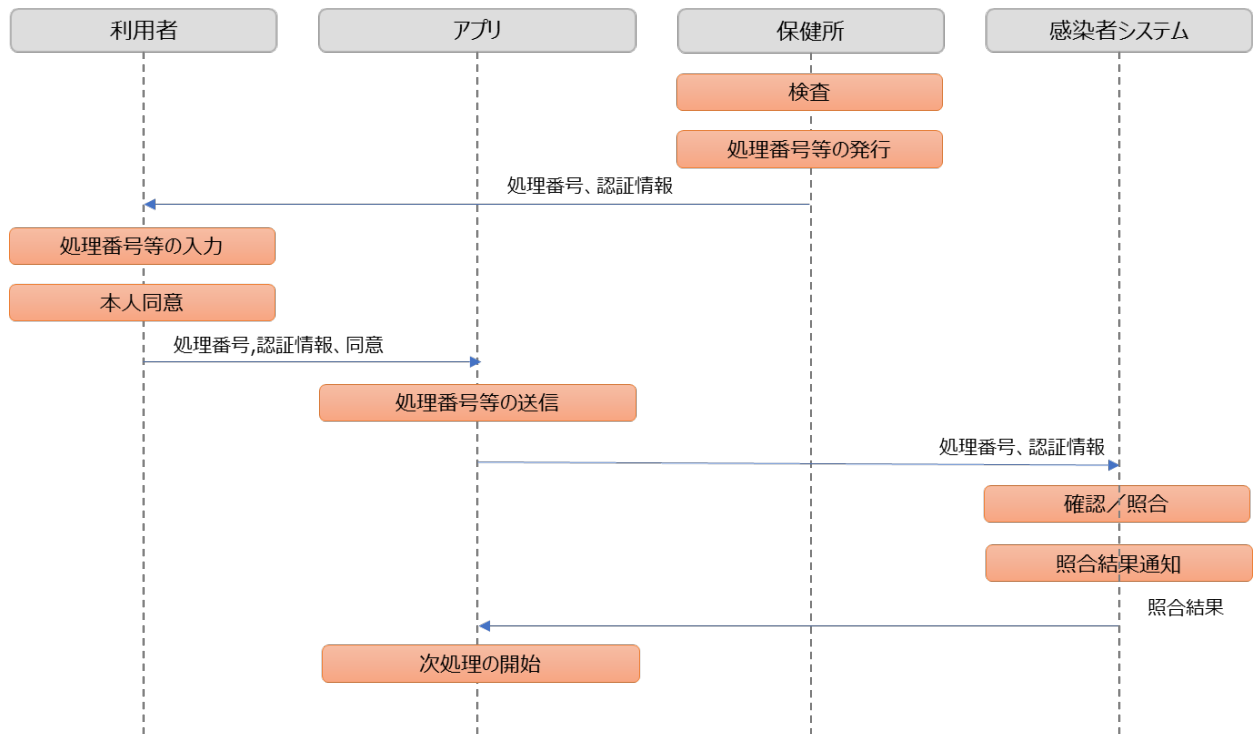 利用者
アプリ
保健所
感染者システム
検査
処理番号等の発行
処理番号、認証情報
処理番号等の入力
本人同意
処理番号,認証情報、同意
処理番号等の送信
処理番号、認証情報
確認／照合
照合結果通知
照合結果
次処理の開始